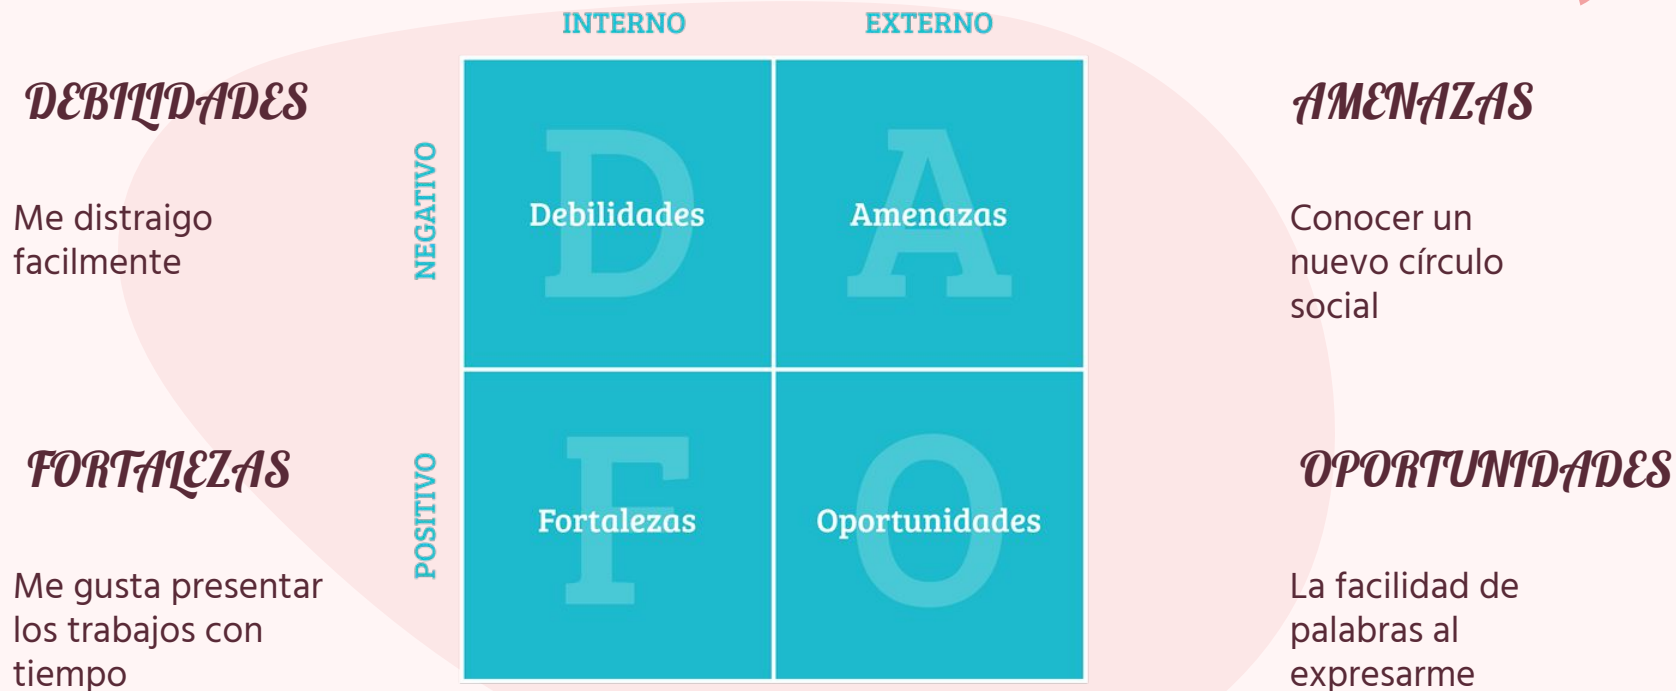 INTERNO
EXTERNO
DEBILIDADES
Me distraigo
facilmente
NEGATIVO
D
Debilidades
A
Amenazas
AMENAZAS
Conocer un
nuevo círculo
social
FORTALEZAS
Me gusta presentar
los trabajos con
tiempo
POSITIVO
F
Fortalezas
O
Oportunidades
OPORTUNIDADES
La facilidad de
palabras al
expresarme